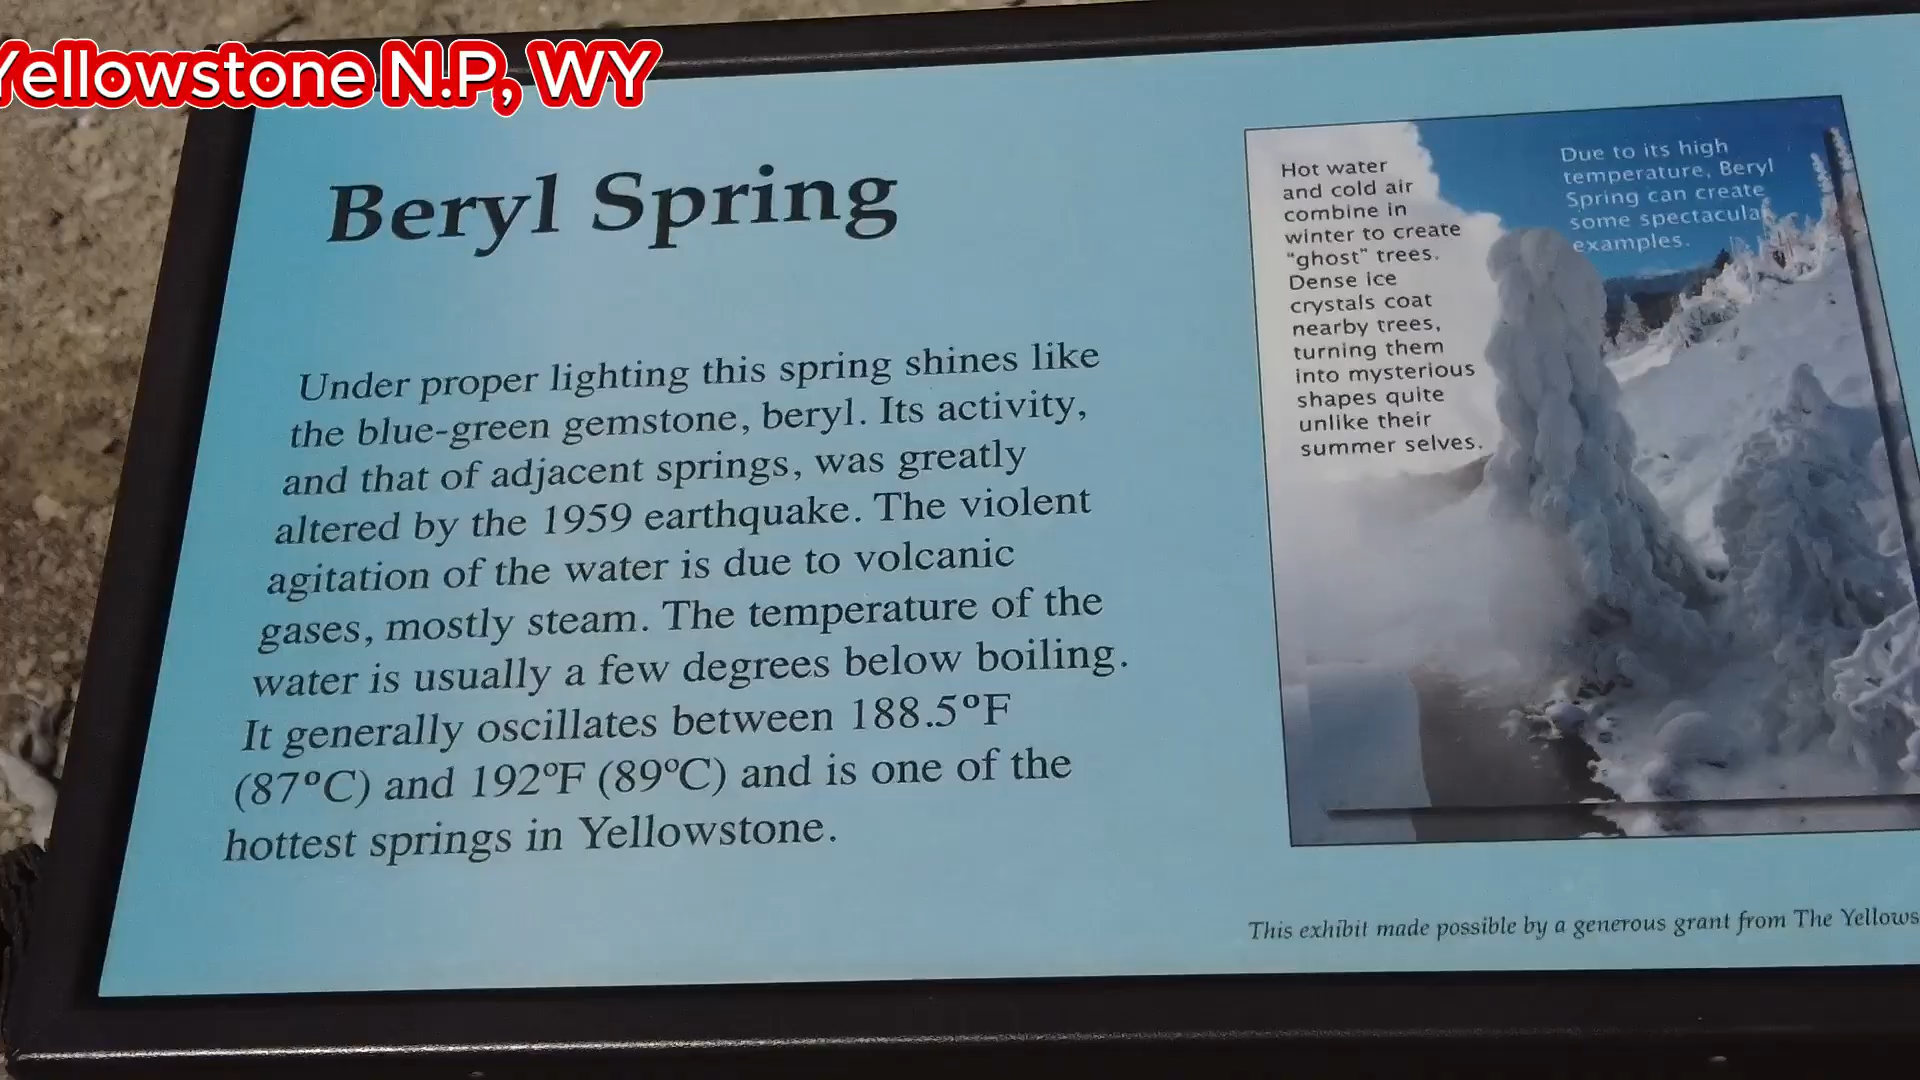 Yellowstone N.P, WY
Beryl Spring
Under proper lighting this spring shines like
the blue-green gemstone, beryl. Its activity,
and that of adjacent springs, was greatly
altered by the 1959 earthquake. The violent
agitation of the water is due to volcanic
gases, mostly steam. The temperature of the
water is usually a few degrees below boiling.
It generally oscillates between 188.5ºF
(87ºC) and 192ºF (89ºC) and is one of the
hottest springs in Yellowstone.
Hot water
and cold air
combine in
winter to create
“ghost” trees.
Dense ice
crystals coat
nearby trees,
turning them
into mysterious
shapes quite
unlike their
summer selves.
Due to its high
temperature, Beryl
Spring can create
some spectacular
examples.
This exhibit made possible by a generous grant from The Yellows